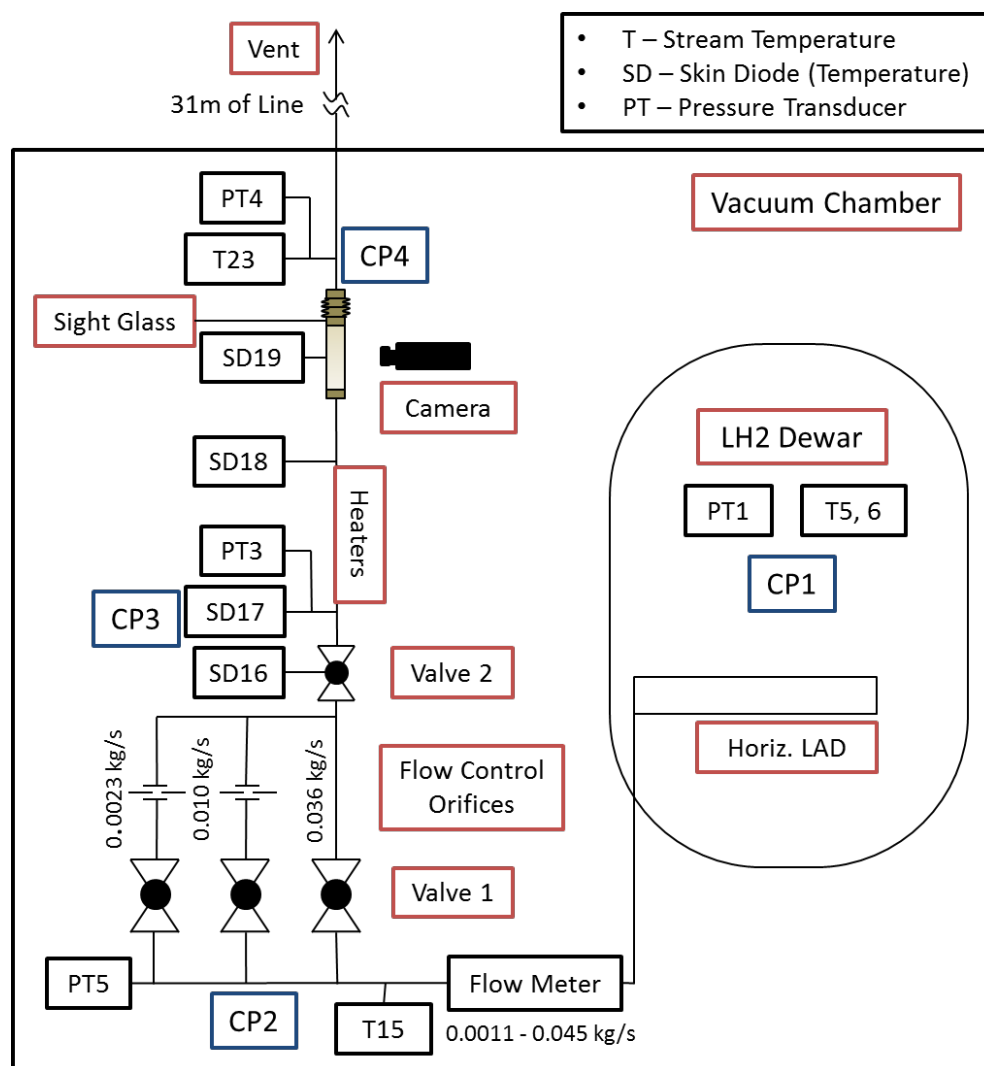 Vent
31m of Line
• T – Stream Temperature
• SD – Skin Diode (Temperature)
• PT – Pressure Transducer
PT4
T23
CP4
Vacuum Chamber
Sight Glass
SD19
Camera
SD18
Heaters
PT3
CP3
SD17
SD16
Valve 2
LH2 Dewar
PT1
T5, 6
CP1
Horiz. LAD
0.0023 kg/s
0.010 kg/s
0.036 kg/s
Flow Control
Orifices
Valve 1
PT5
CP2
T15
Flow Meter
0.0011 - 0.045 kg/s